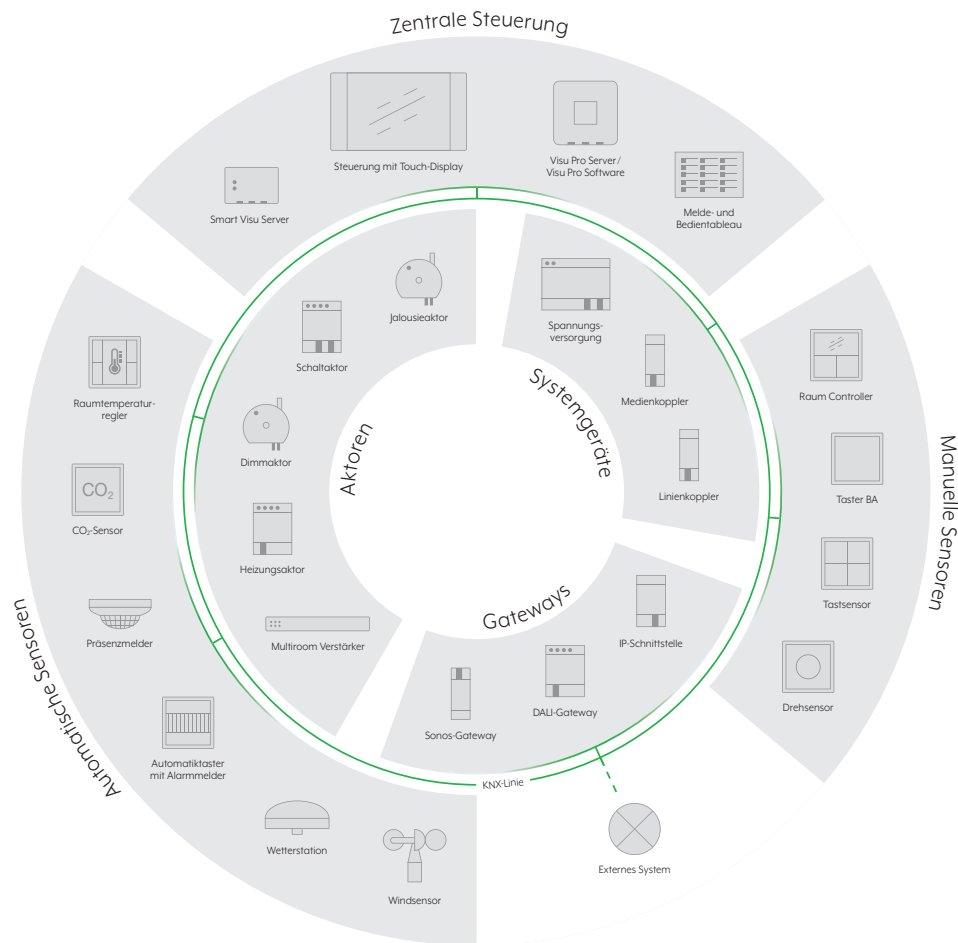 Zentrale Steuerung
Steuerung mit Touch-Display
Visu Pro Server/
Visu Pro Software
Smart Visu Server
Melde- und
Bedientableau
Jalousieaktor
Schaltaktor
Dimmaktor
Heizungsaktor
Multiroom Verstärker
Aktoren
Spannungs-
versorgung
Medienkoppler
Linienkoppler
Systemgeräte
Gateways
IP-Schnittstelle
DALI-Gateway
Sonos-Gateway
KNX-Linie
Raumtemperatur-
regler
CO₂
CO₂-Sensor
Präsenzmelder
Automatiktaster
mit Alarmmelder
Wetterstation
Windsensor
Automatische Sensoren
Raum Controller
Taster BA
Tastsensor
Drehsensor
Manuelle Sensoren
Externes System